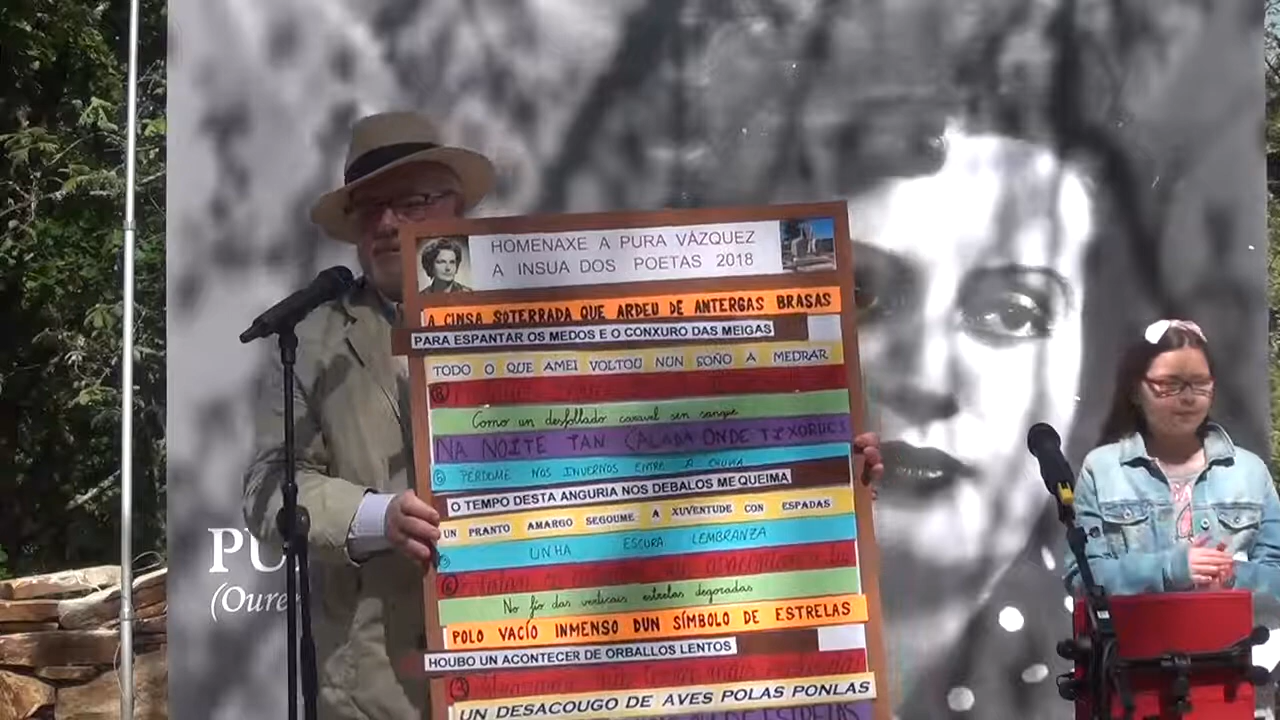 HOMENAXE A PURA VÁZQUEZ
A INSUA DOS POETAS 2018
A CINSA SOTERRADA QUE ARDEU DE ANTERGAS BRASAS
PARA ESPANTAR OS MEDOS E O CONXURO DAS MEIGAS
TODO O QUE AMEI VOLTOU NUN SOÑO A MEDRAR
Como un desfollado caravel sen sangue
NA NOITE TAN CALADA ONDE
PÉRDOME NOS INVERNOS ENTRE A CHUVIA
O TEMPO DESTA ANGURIA NOS DEBALOS ME QUEIMA
UN PRANTO AMARGO SEGOUME A XUVENTUDE CON ESPADAS
UNHA ESCURA LEMBRANZA
No fío das verticais estrelas degoradas
POLO VACÍO INMENSO DUN SÍMBOLO DE ESTRELAS
HOUBO UN ACONTECER DE ORBALLOS LENTOS
UN DESACOUGO DE AVES POLAS PONLAS
DE ESTRELAS
PU
(Oure